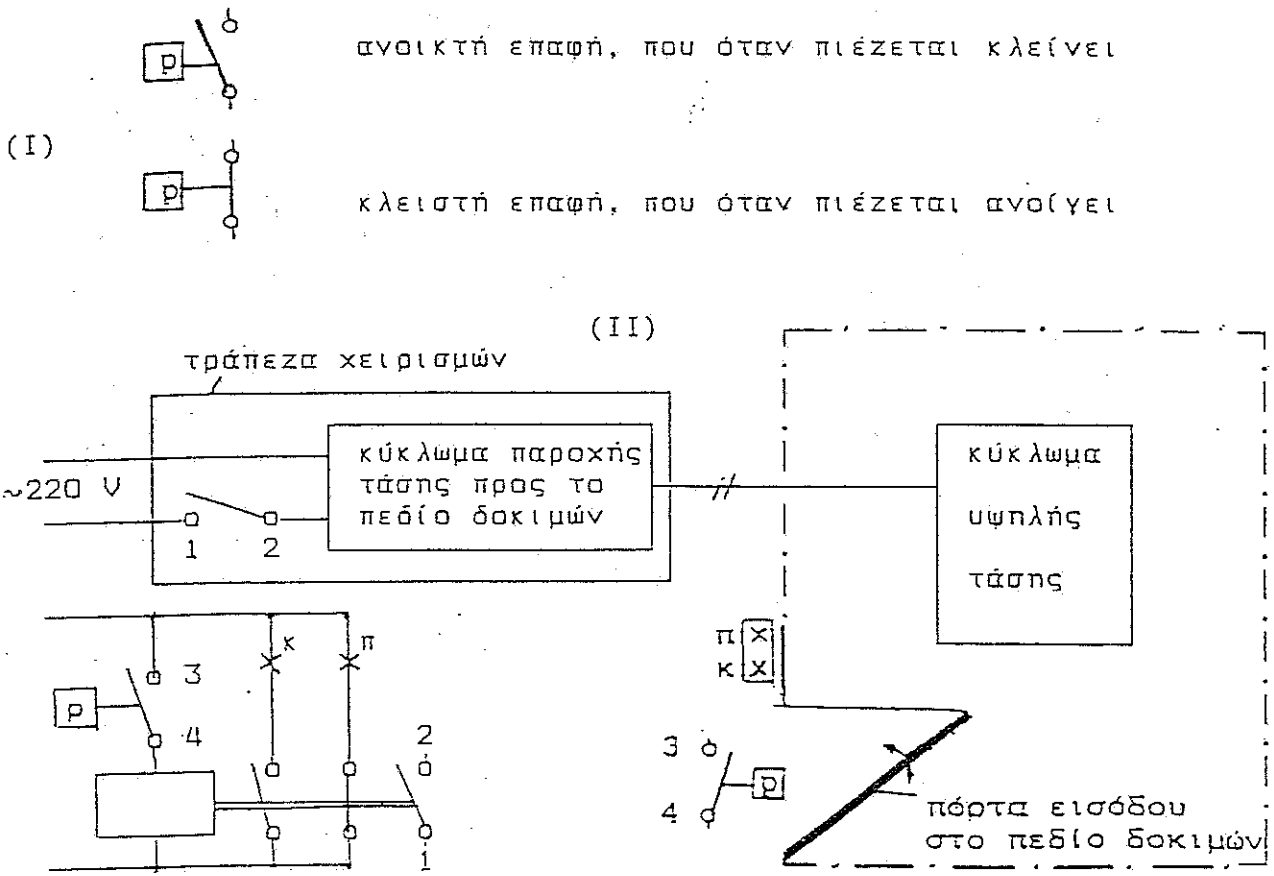 p
ανοικτή επαφή, που όταν πιέζεται κλείνει
(I)
p
κλειστή επαφή, που όταν πιέζεται ανοίγει
(II)
τράπεζα χειρισμών
~220 V
1 2
κύκλωμα παροχής
τάσης προς το
πεδίο δοκιμών
κύκλωμα
υψηλής
τάσης
κ π
3
p
4
2
1
π x
κ x
3
p
4
πόρτα εισόδου
στο πεδίο δοκιμών